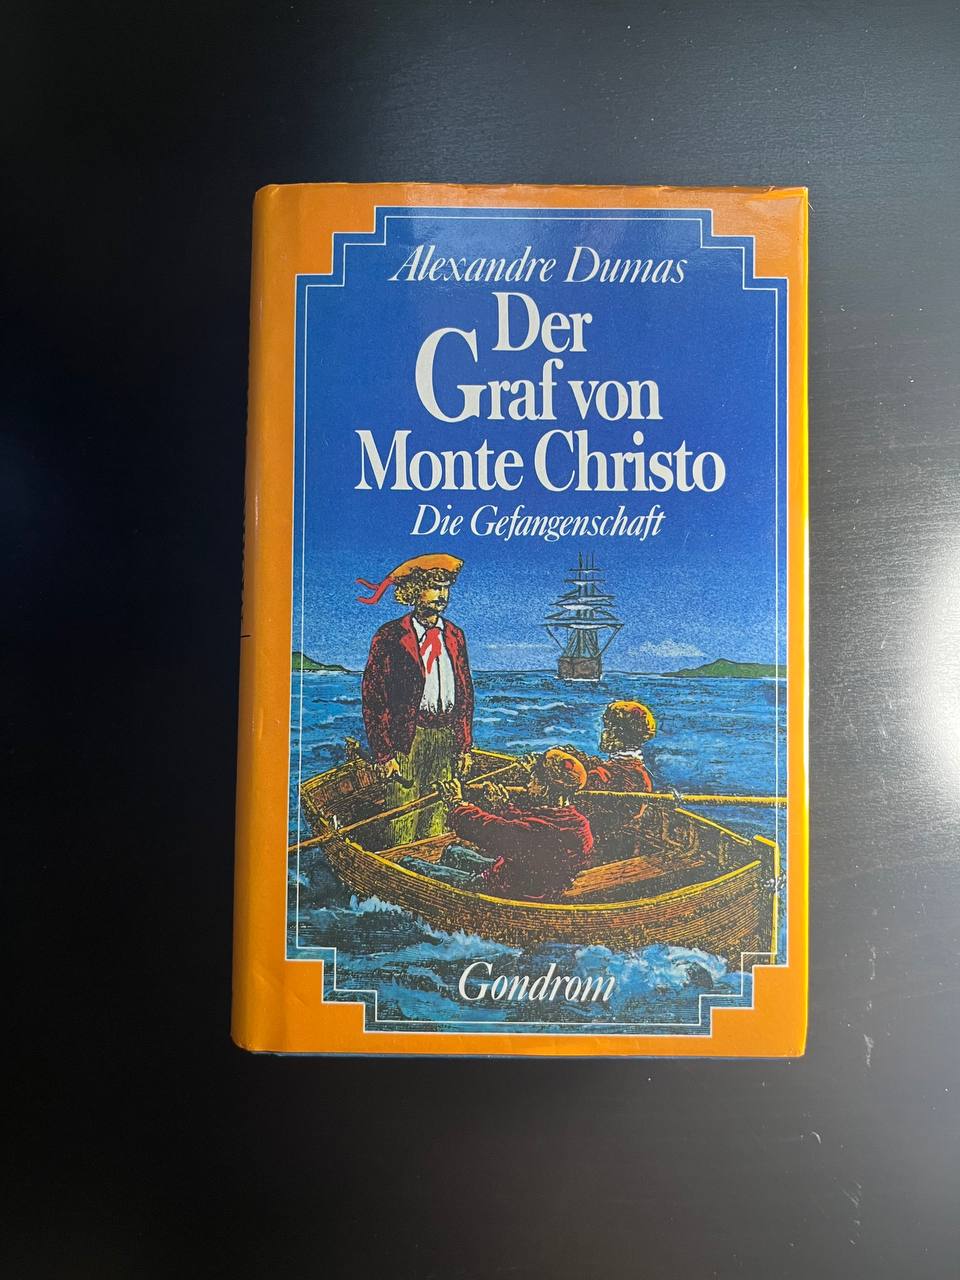 Alexandre Dumas
Der
Graf von
Monte Christo
Die Gefangenschaft
Gondrom